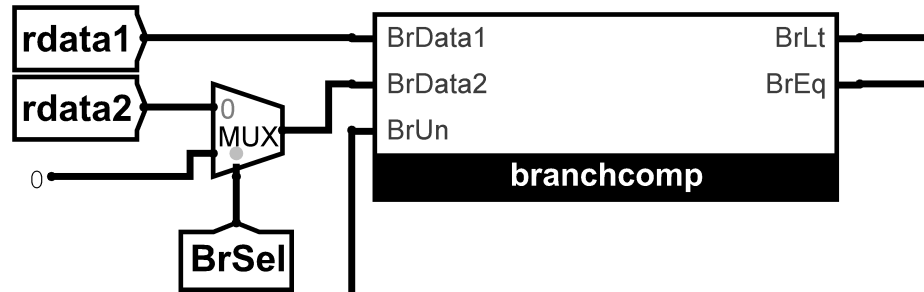 rdata1
BrData1
BrLt
rdata2
BrData2
BrEq
0
MUX
BrUn
0
branchcomp
BrSel